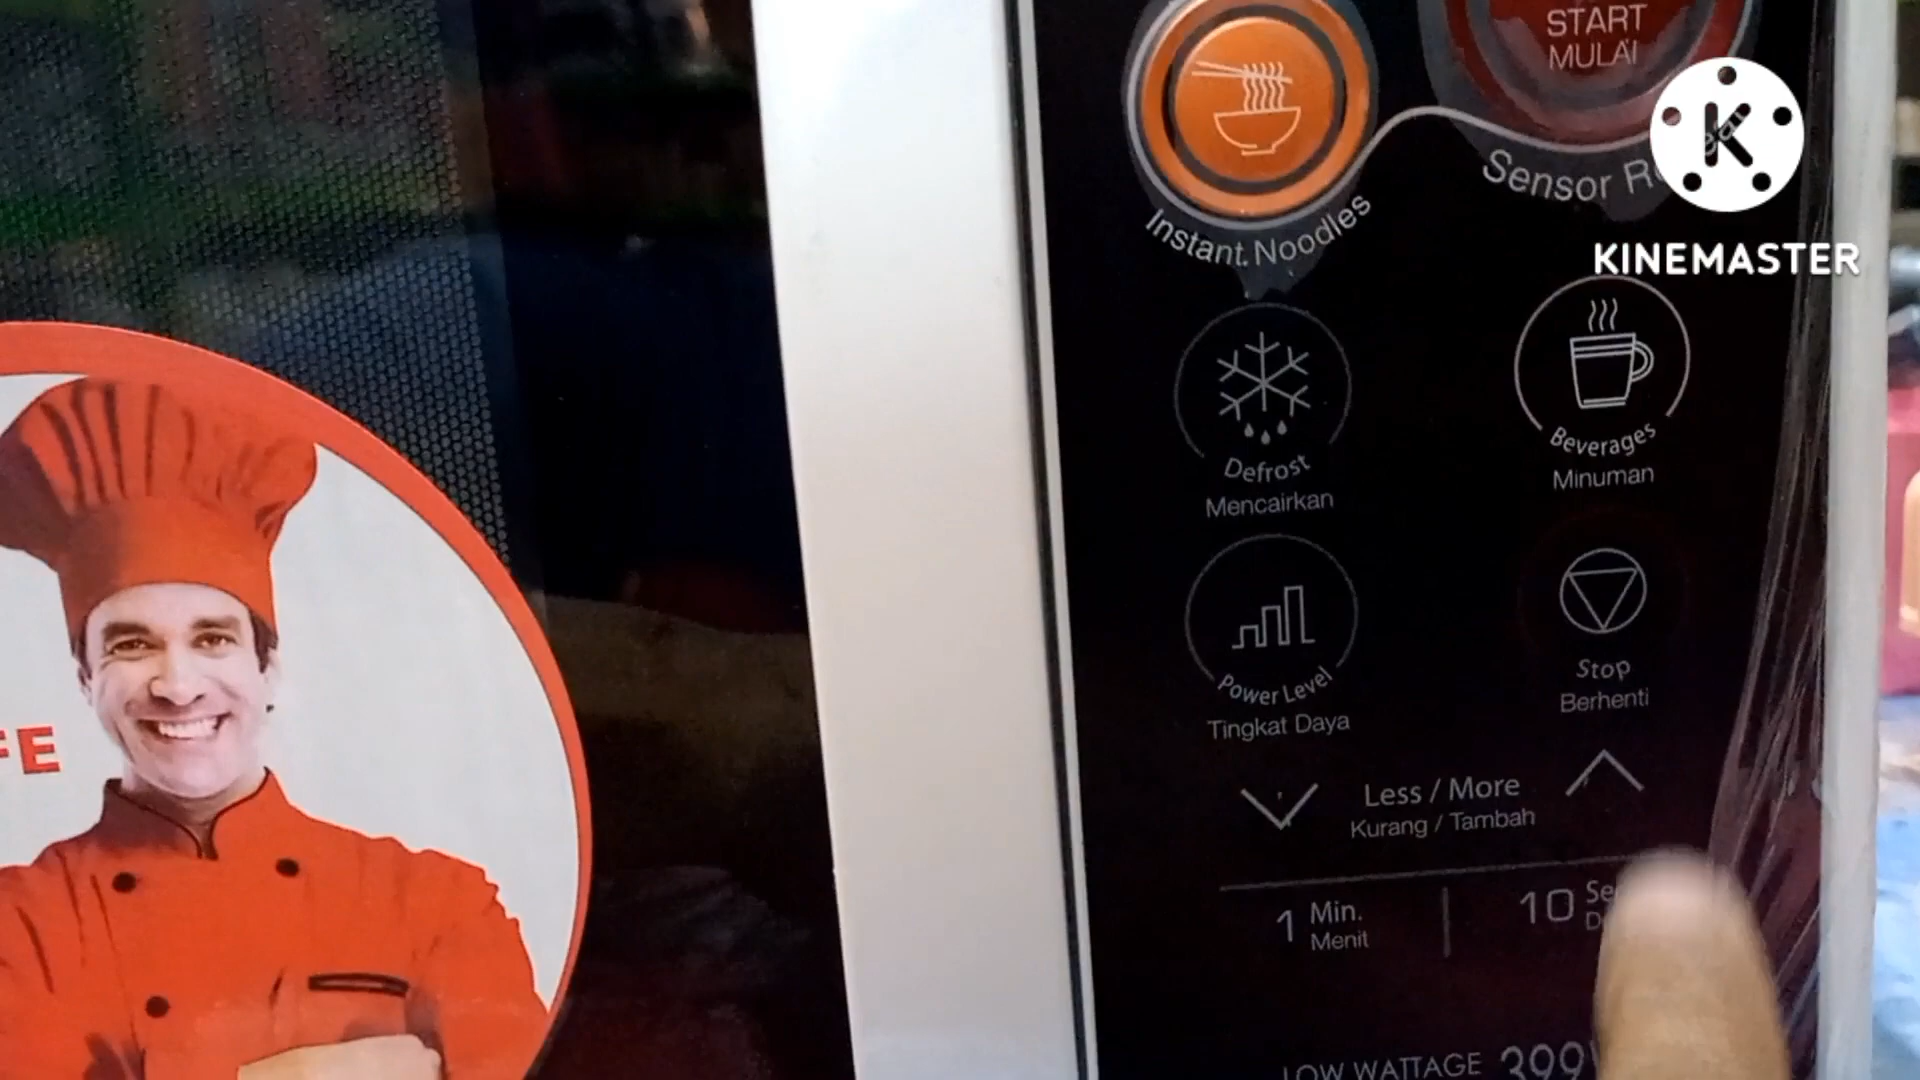 START
MULAI
Sensor
KINEMASTER
Instant Noodles
Defrost
Mencairkan
Beverages
Minuman
Power Level
Tingkat Daya
Stop
Berhenti
Less / More
Kurang / Tambah
1 Min.
Menit
10
LOW WATTAGE 399
FE